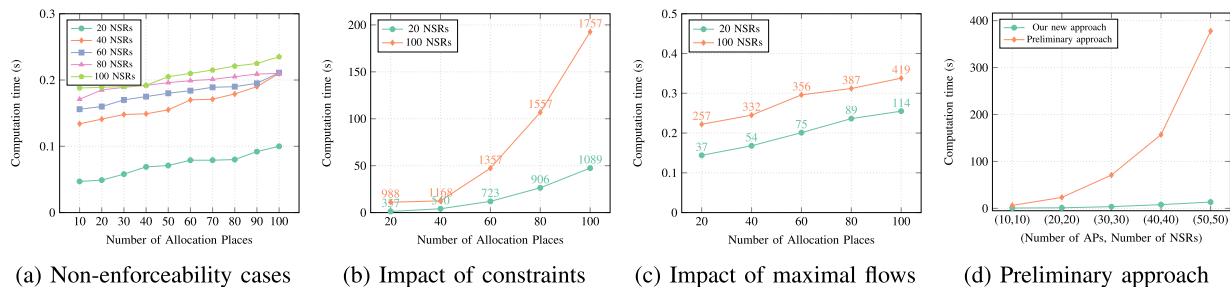 0.3
0.2
0.1
0
Computation time (s)
20 NSRs
40 NSRs
60 NSRs
80 NSRs
100 NSRs
10 20 30 40 50 60 70 80 90 100
Number of Allocation Places
(a) Non-enforceability cases
200
150
100
50
0
Computation time (s)
20 NSRs
100 NSRs
988
1168
1357
1557
1757
723
906
1089
20 40 60 80 100
Number of Allocation Places
(b) Impact of constraints
0.5
0.4
0.3
0.2
0.1
0
Computation time (s)
20 NSRs
100 NSRs
257
332
356
387
419
37
54
75
89
114
20 40 60 80 100
Number of Allocation Places
(c) Impact of maximal flows
400
300
200
100
0
Computation time (s)
Our new approach
Preliminary approach
(10,10) (20,20) (30,30) (40,40) (50,50)
(Number of APs, Number of NSRs)
(d) Preliminary approach